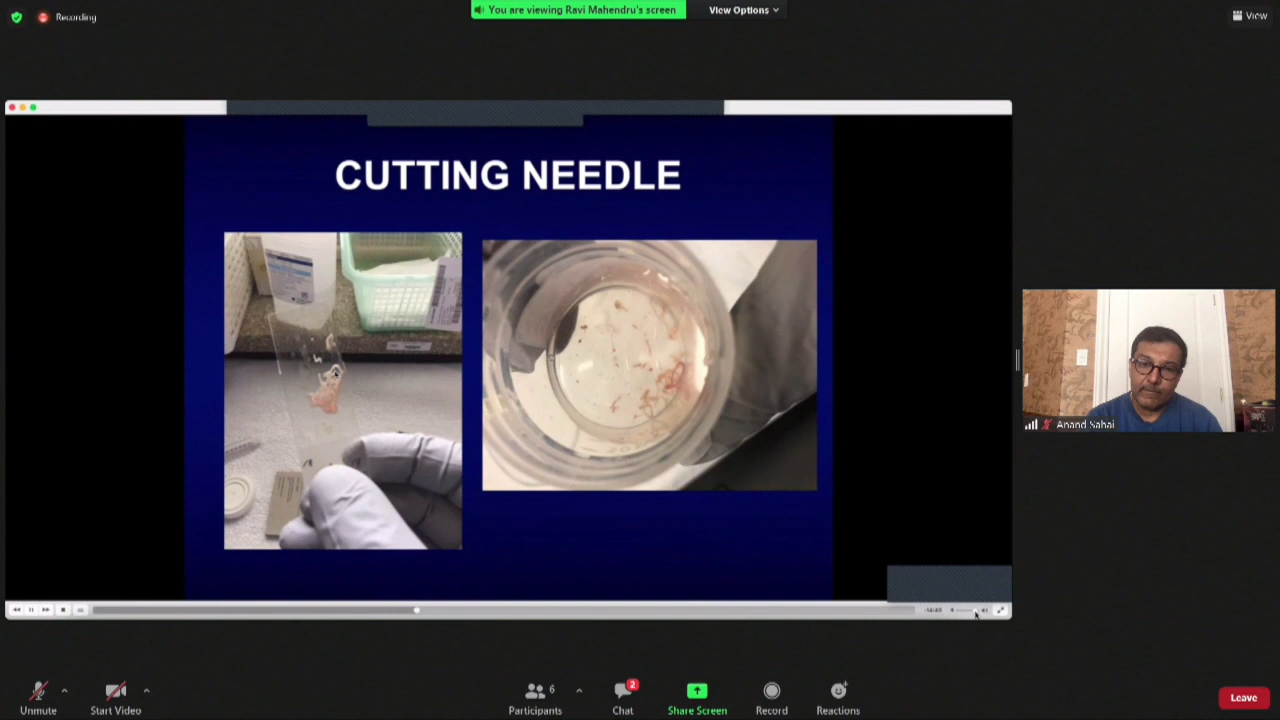 Recording
You are viewing Ravi Mahendru's screen
View Options
View
CUTTING NEEDLE
Anand Sahai
Unmute
Start Video
6
Participants
2
Chat
Share Screen
Record
Reactions
Leave